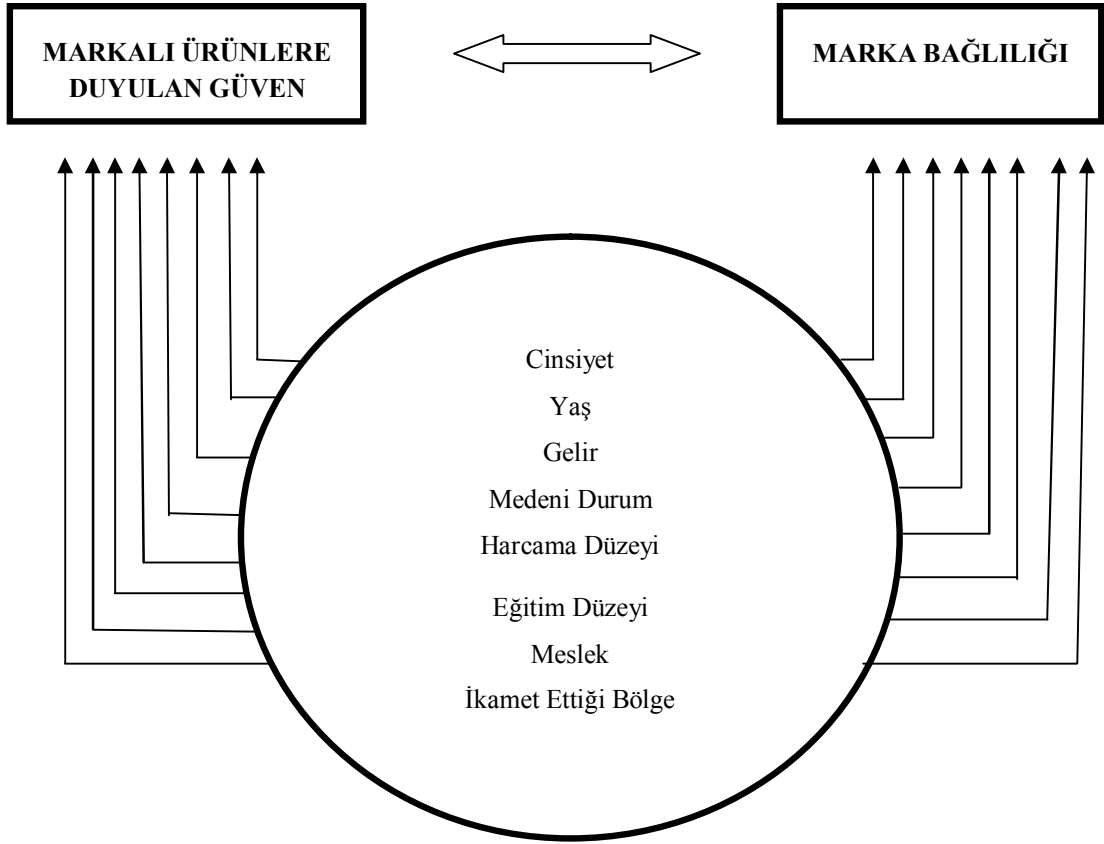 MARKALI ÜRÜNLERE
DUYULAN GÜVEN
MARKA BAĞLILIĞI
Cinsiyet
Yaş
Gelir
Medeni Durum
Harcama Düzeyi
Eğitim Düzeyi
Meslek
İkamet Ettiği Bölge